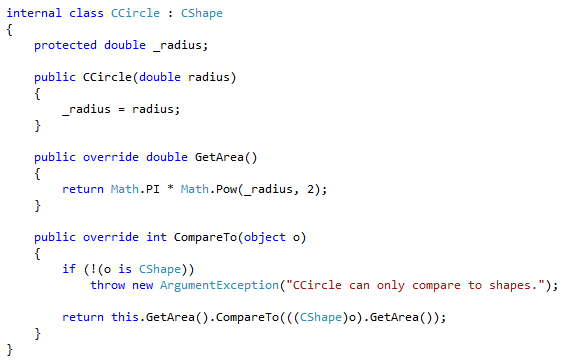 internal class CCircle : CShape
{
    protected double _radius;

    public CCircle(double radius)
    {
        _radius = radius;
    }

    public override double GetArea()
    {
        return Math.PI * Math.Pow(_radius, 2);
    }

    public override int CompareTo(object o)
    {
        if (!(o is CShape))
            throw new ArgumentException("CCircle can only compare to shapes.");

        return this.GetArea().CompareTo(((CShape)o).GetArea());
    }
}